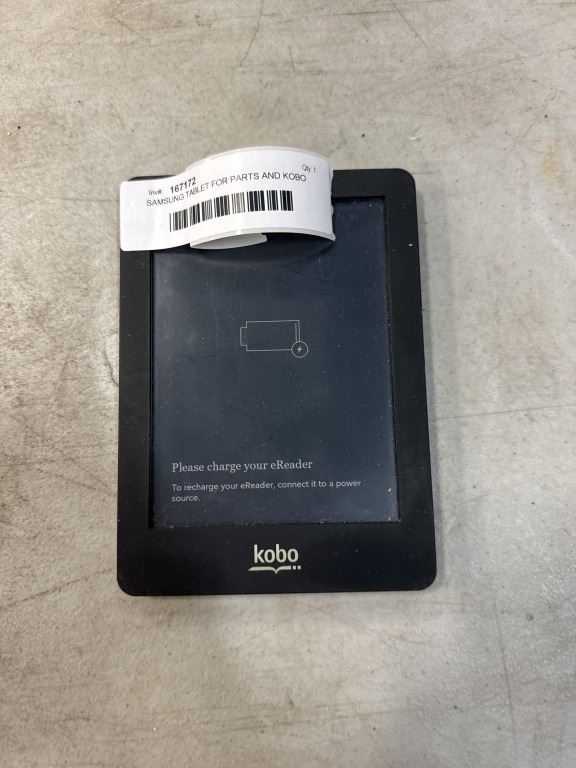 Inv#: 167172
Qty: 1
SAMSUNG TABLET FOR PARTS AND KOBO
Please charge your eReader
To recharge your eReader, connect it to a power
source.
kobo